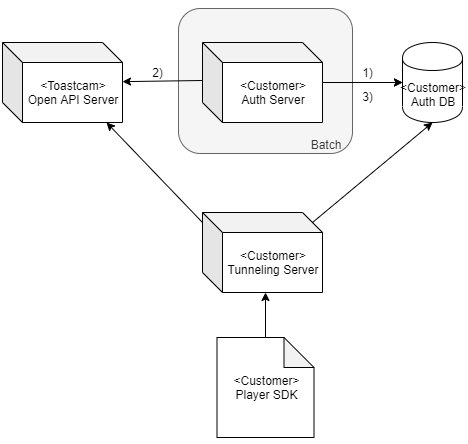 2)
1)
3)
<Toastcam>
Open API Server
<Customer>
Auth Server
<Customer>
Auth DB
Batch
<Customer>
Tunneling Server
<Customer>
Player SDK